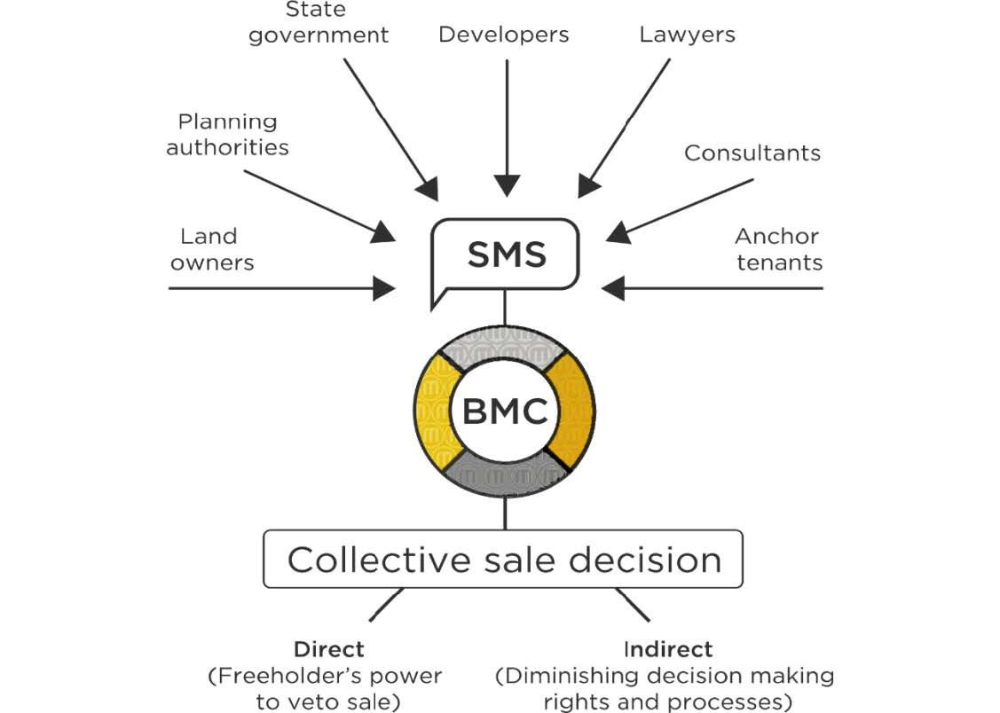 State
government
Developers
Lawyers
Planning
authorities
Consultants
Land
owners
Anchor
tenants
SMS
BMC
Collective sale decision
Direct
(Freeholder’s power
to veto sale)
Indirect
(Diminishing decision making
rights and processes)